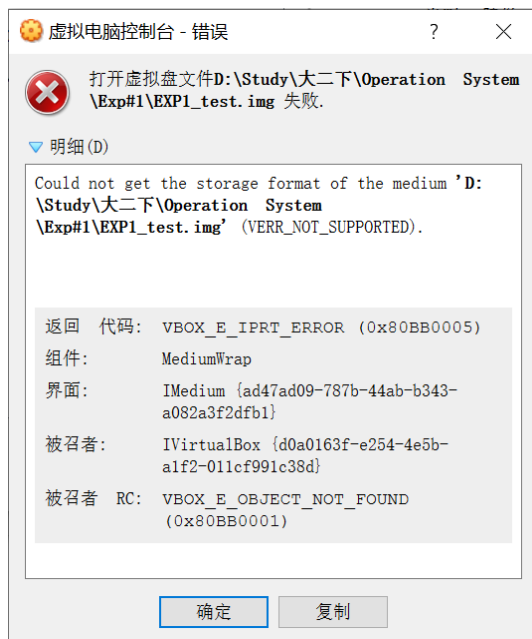 虚拟电脑控制台 - 错误
打开虚拟盘文件D:\Study\大二下\Operation System
\Exp#1\EXP1_test.img 失败.
明细(D)
Could not get the storage format of the medium 'D:
\Study\大二下\Operation System
\Exp#1\EXP1_test.img' (VERR_NOT_SUPPORTED).
返回 代码: VBOX_E_IPRT_ERROR (0x80BB0005)
组件: MediumWrap
界面: IMedium {ad47ad09-787b-44ab-b343-
a082a3f2dfb1}
被召者: IVirtualBox {d0a0163f-e254-4e5b-
a1f2-011cf991c38d}
被召者 RC: VBOX_E_OBJECT_NOT_FOUND
(0x80BB0001)
确定 复制